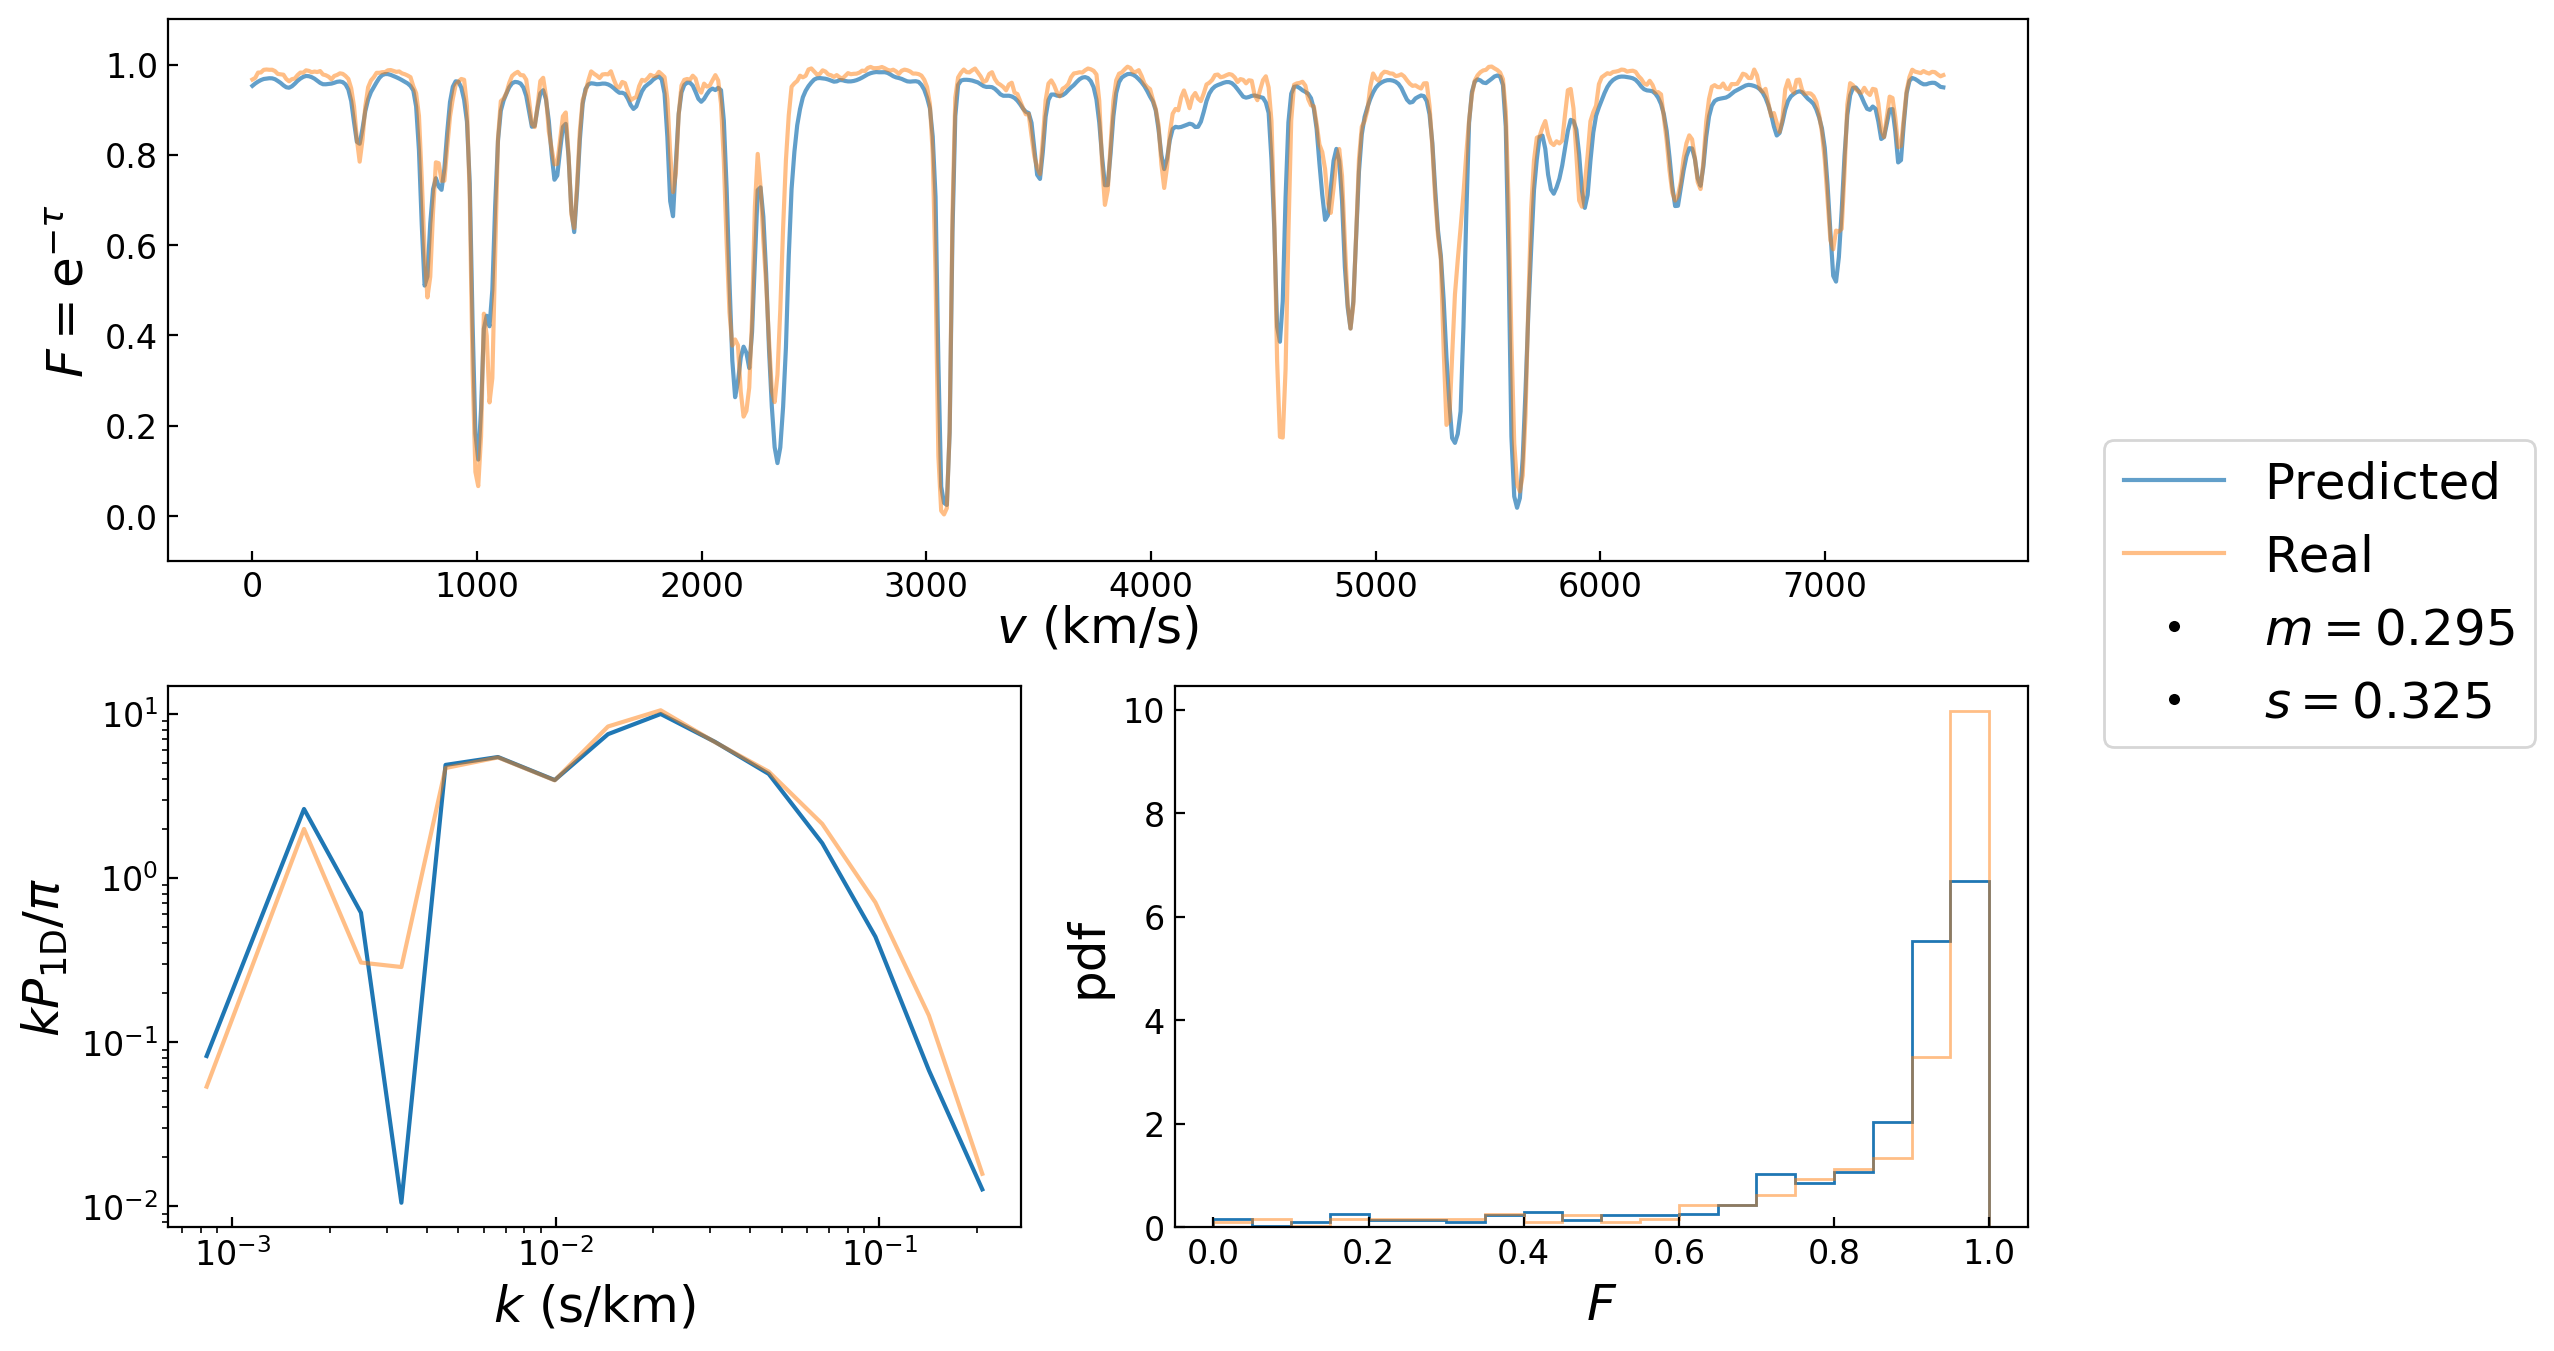 F = e^{−τ}
1.0
0.8
0.6
0.4
0.2
0.0
0 1000 2000 3000 4000 5000 6000 7000
v (km/s)
Predicted
Real
m = 0.295
s = 0.325
kP_{1D}/π
10^1
10^0
10^{−1}
10^{−2}
10^{−3} 10^{−2} 10^{−1}
k (s/km)
pdf
10
8
6
4
2
0
0.0 0.2 0.4 0.6 0.8 1.0
F